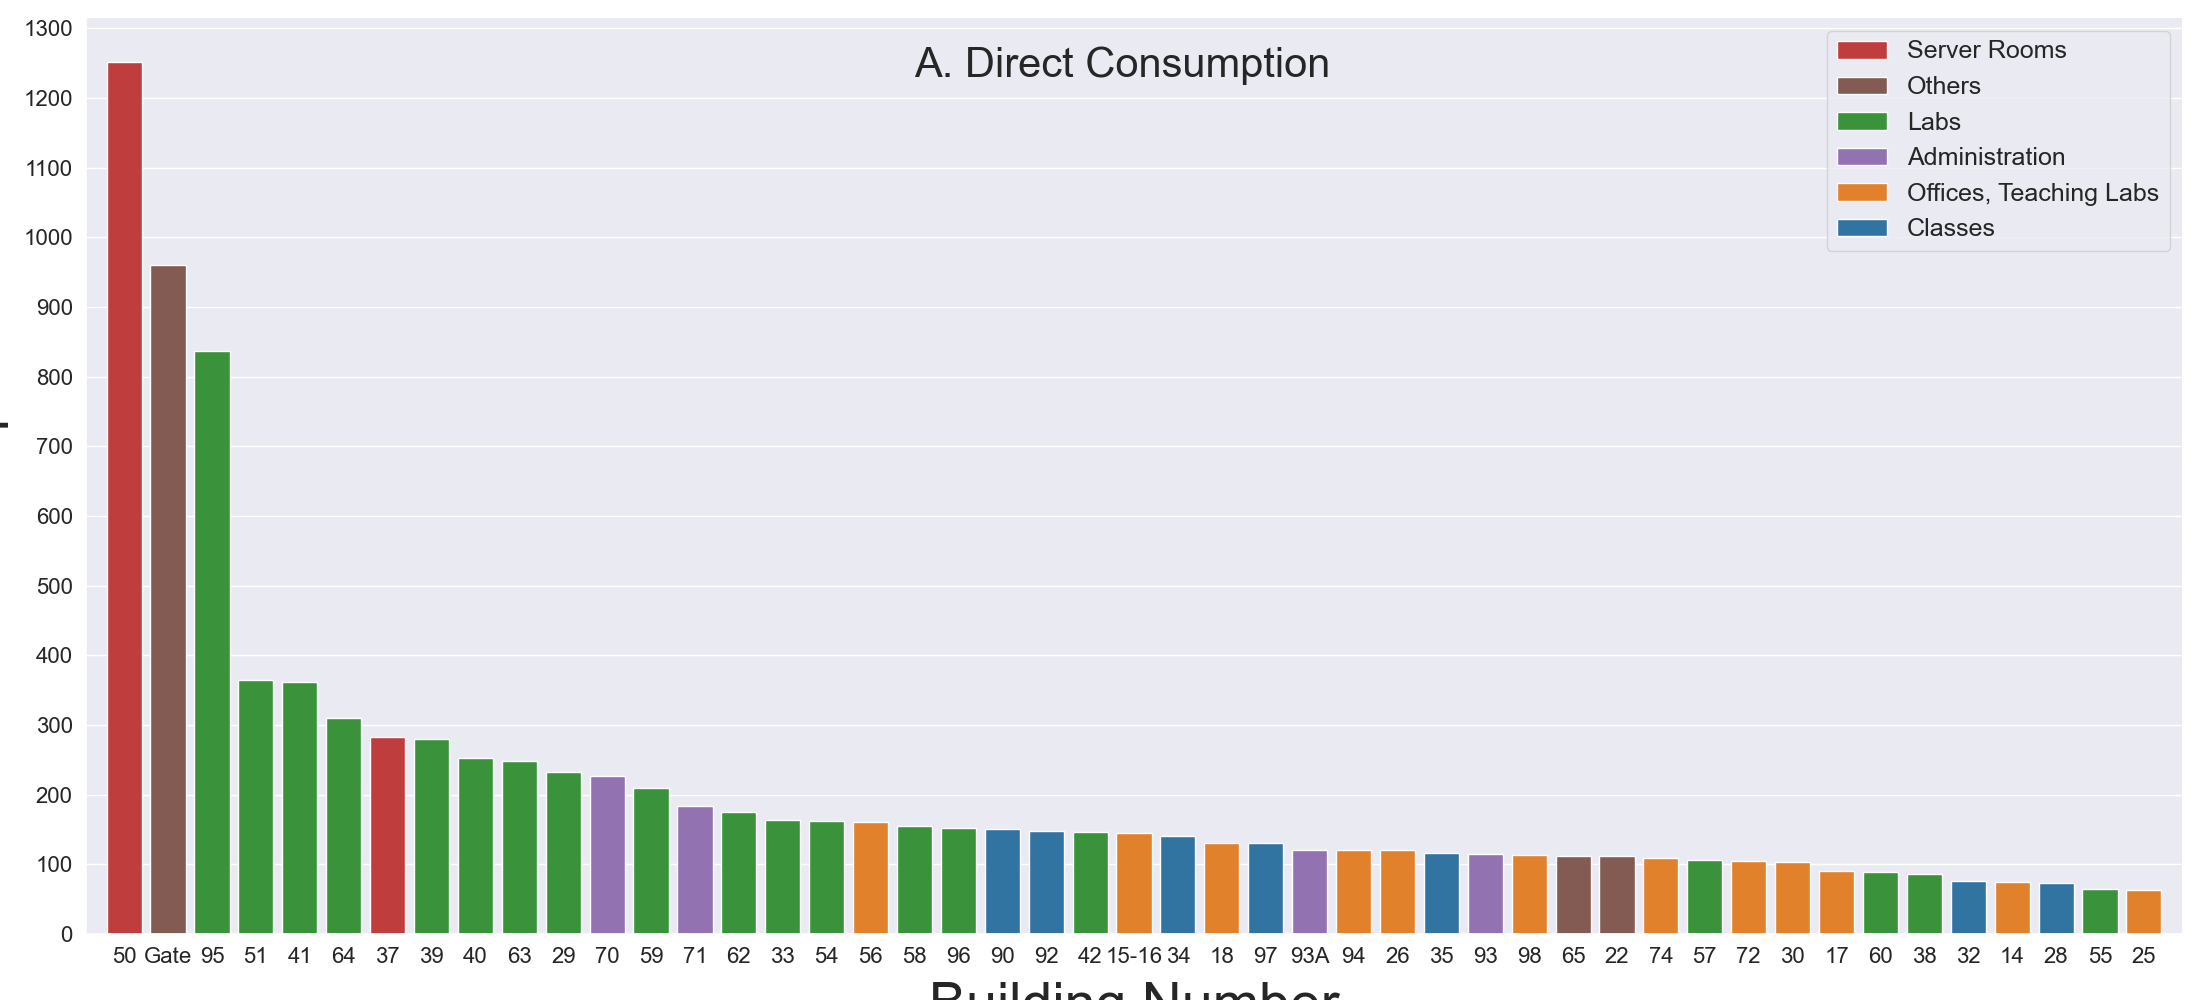 A. Direct Consumption
Server Rooms
Others
Labs
Administration
Offices, Teaching Labs
Classes
1300
1200
1100
1000
900
800
700
600
500
400
300
200
100
0
50 Gate 95 51 41 64 37 39 40 63 29 70 59 71 62 33 54 56 58 96 90 92 42 15-16 34 18 97 93A 94 26 35 93 98 65 22 74 57 72 30 17 60 38 32 14 28 55 25
Building Number